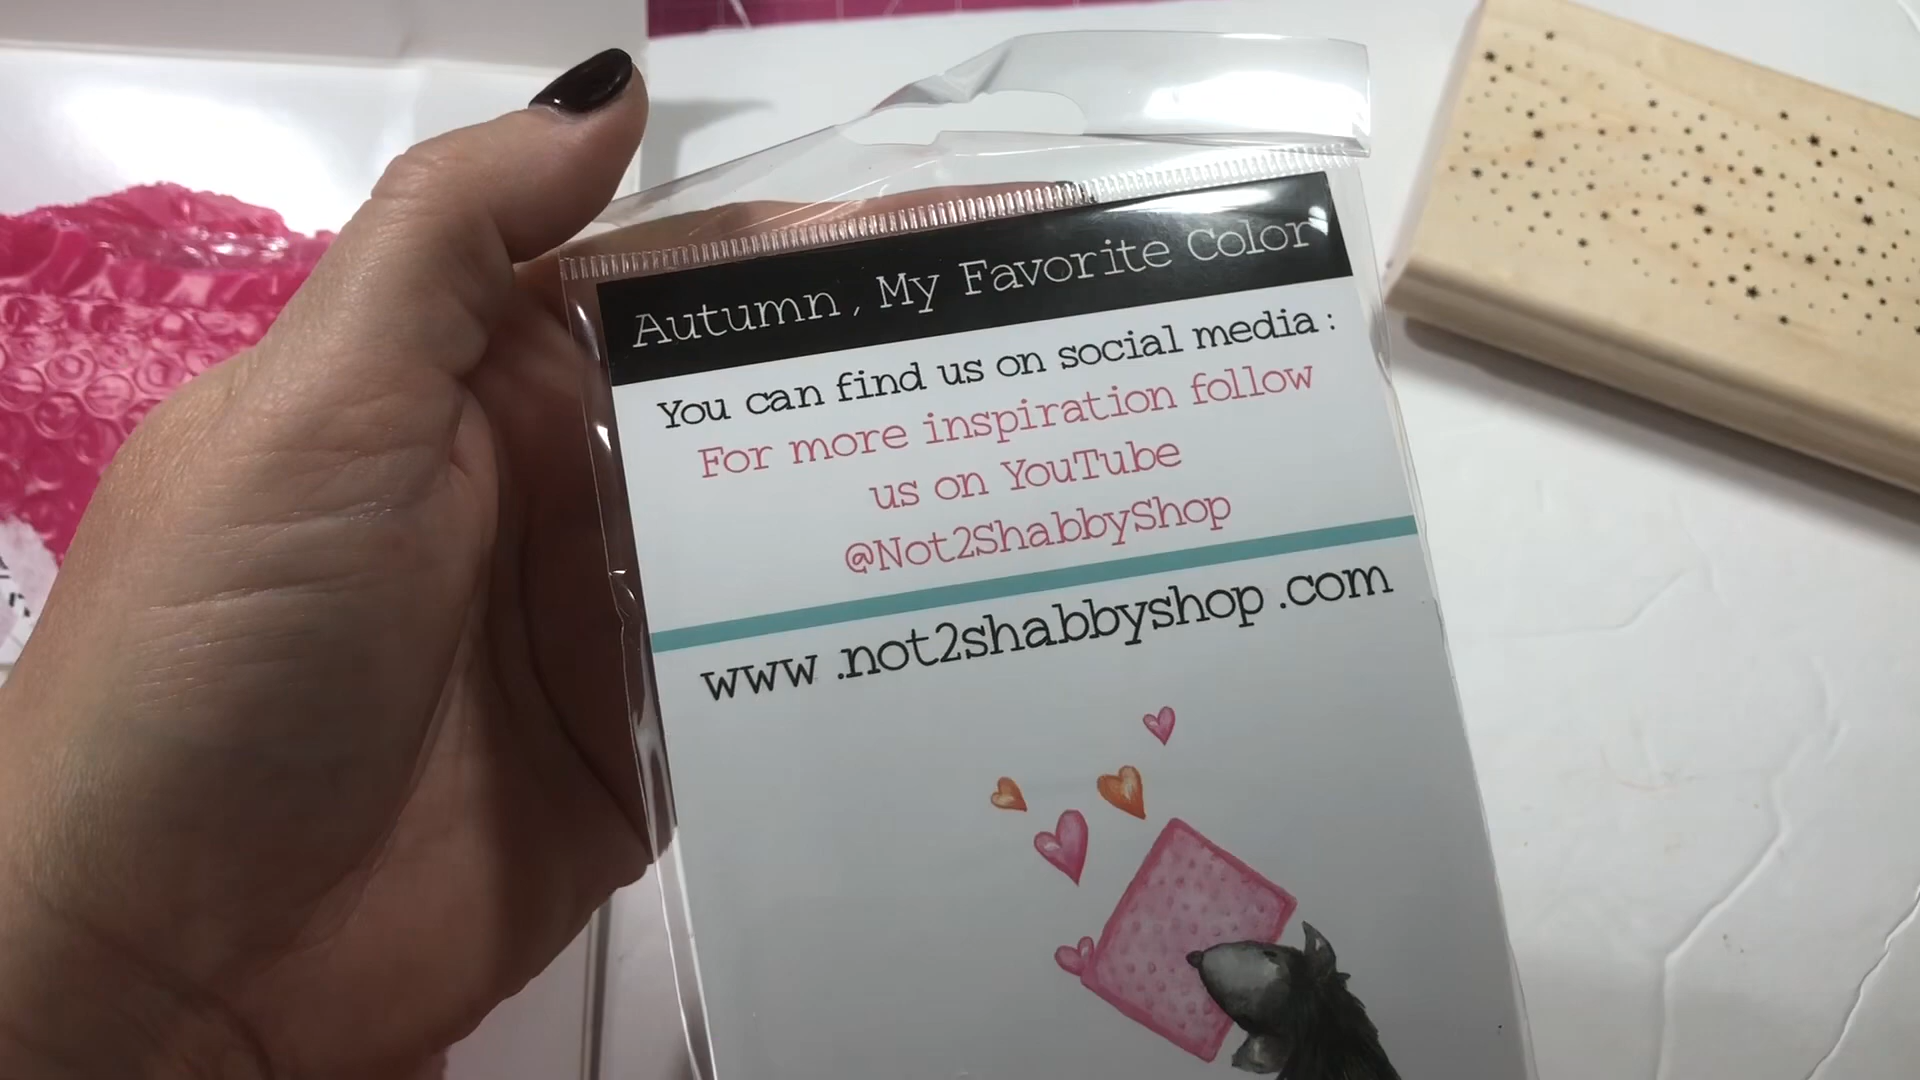 Autumn, My Favorite Color
You can find us on social media:
For more inspiration follow
us on YouTube
@Not2ShabbyShop
www.not2shabbyshop.com